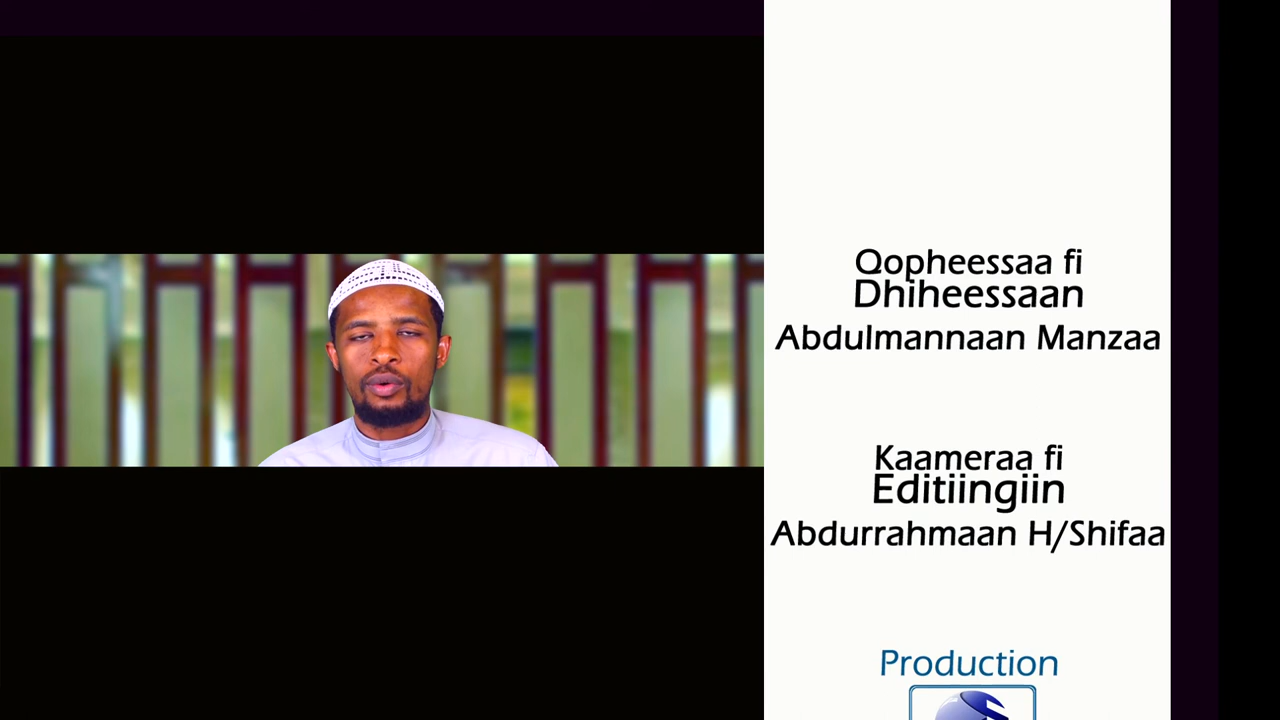 Qopheessaa fi
Dhiheessaan
Abdulmannaan Manzaa
Kaameraa fi
Editiingiin
Abdurrahmaan H/Shifaa
Production